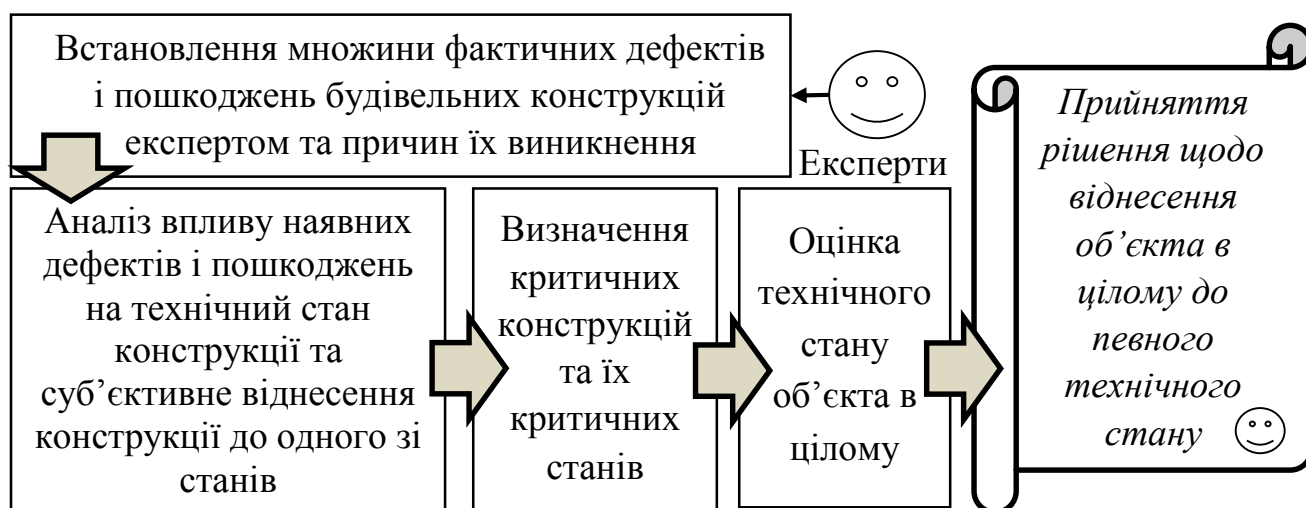 Встановлення множини фактичних дефектів
і пошкоджень будівельних конструкцій
експертом та причин їх виникнення
Експерти
Аналіз впливу наявних
дефектів і пошкоджень
на технічний стан
конструкції та
суб’єктивне віднесення
конструкції до одного зі
станів
Визначення
критичних
конструкцій
та їх
критичних
станів
Оцінка
технічного
стану
об’єкта в
цілому
Прийняття
рішення щодо
віднесення
об’єкта в
цілому до
певного
технічного
стану